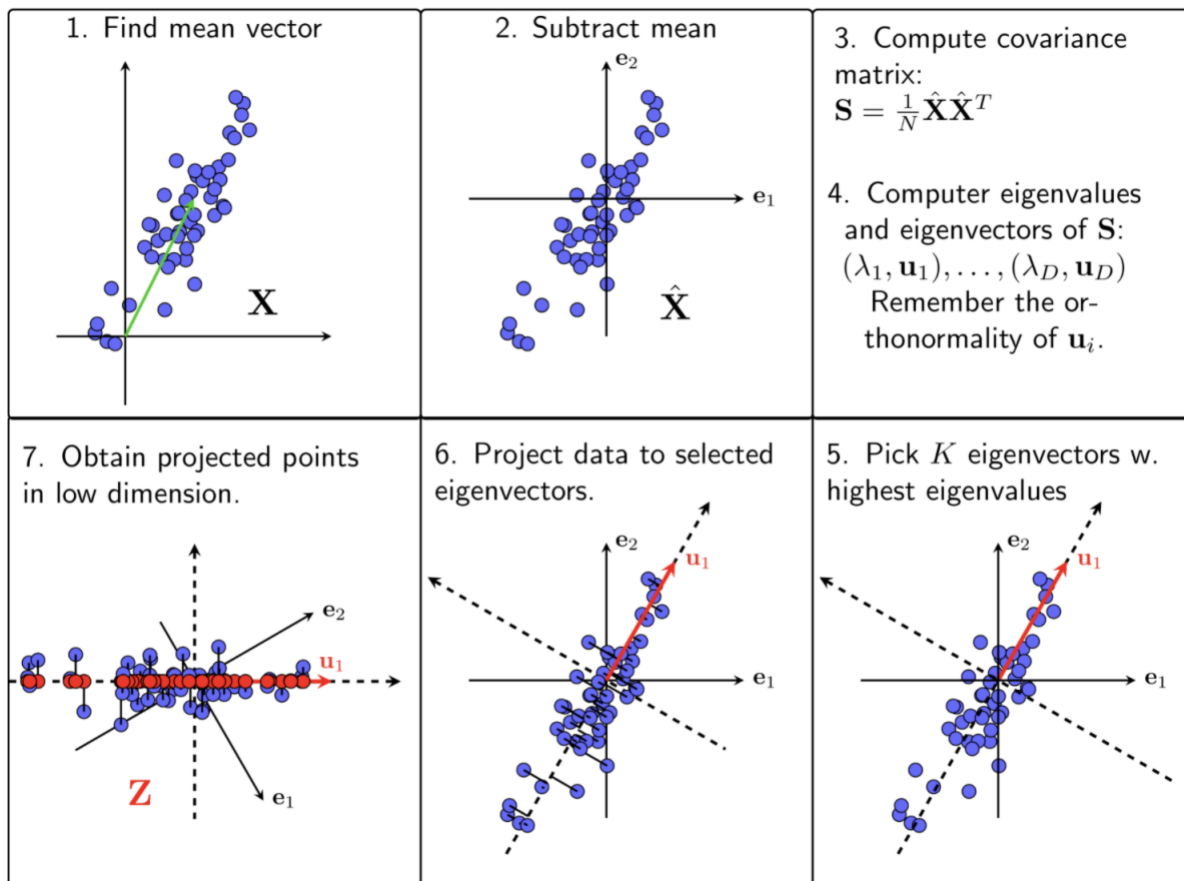 1. Find mean vector
X
2. Subtract mean
e₂
e₁
X̂
3. Compute covariance
matrix:
S = 1/N X̂X̂ᵀ
4. Computer eigenvalues
and eigenvectors of S:
(λ₁, u₁), . . . , (λ_D, u_D)
Remember the or-
thonormality of uᵢ.
7. Obtain projected points
in low dimension.
e₂
u₁
Z
e₁
6. Project data to selected
eigenvectors.
e₂
u₁
e₁
5. Pick K eigenvectors w.
highest eigenvalues
e₂
u₁
e₁